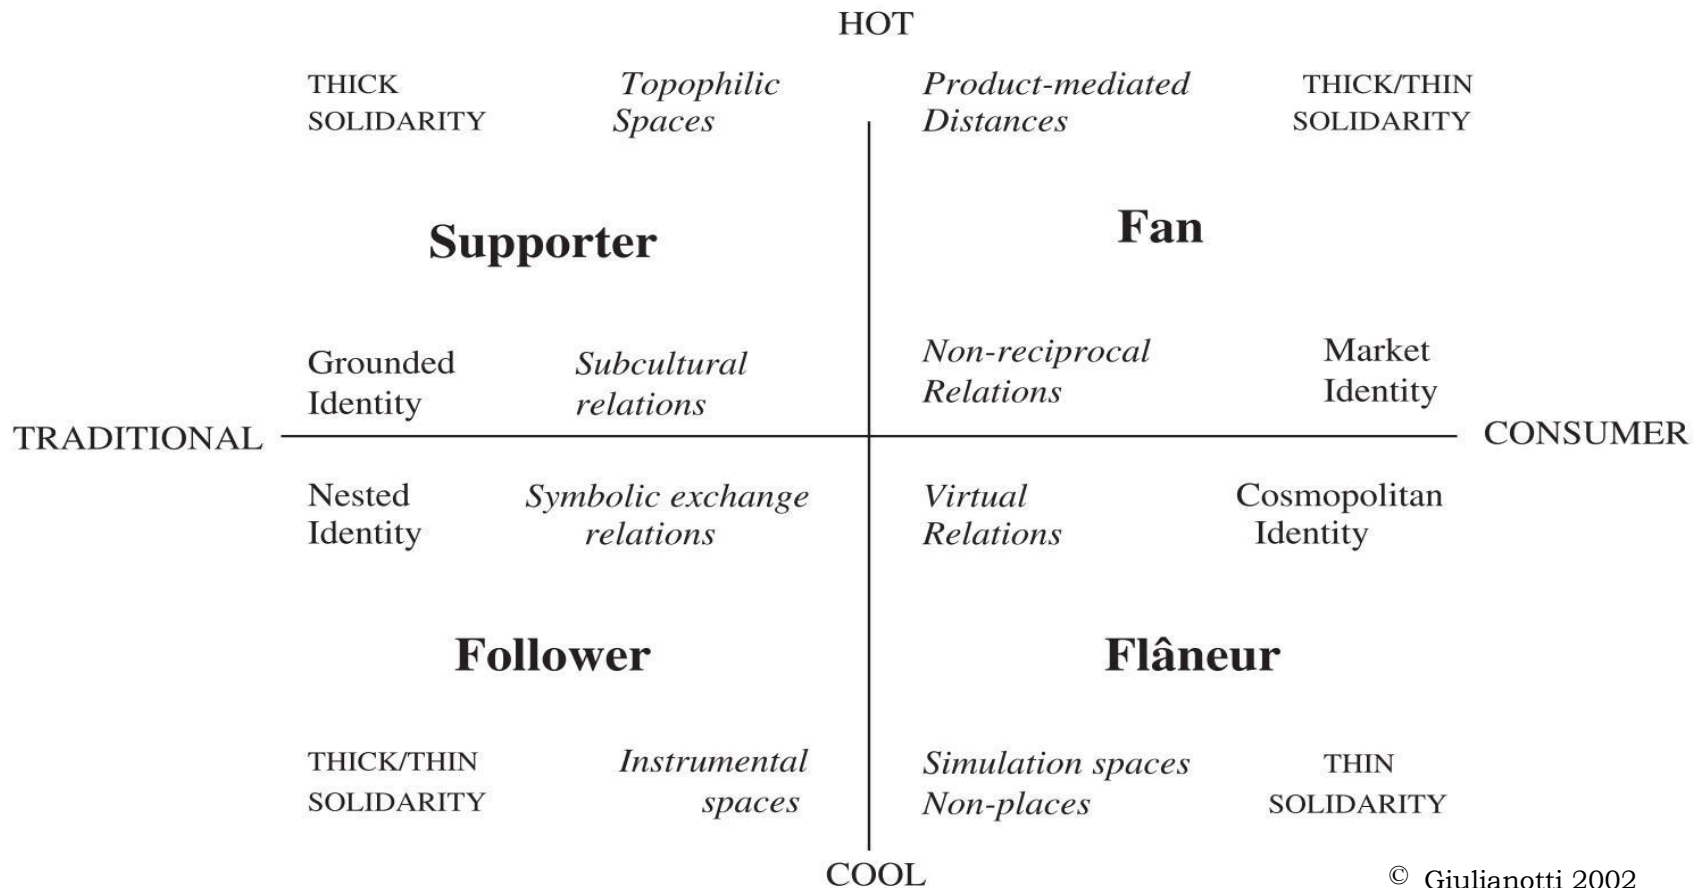 HOT
THICK
SOLIDARITY
Topophilic
Spaces
Product-mediated
Distances
THICK/THIN
SOLIDARITY
Supporter
Fan
Grounded
Identity
Subcultural
relations
Non-reciprocal
Relations
Market
Identity
TRADITIONAL
CONSUMER
Nested
Identity
Symbolic exchange
relations
Virtual
Relations
Cosmopolitan
Identity
Follower
Flâneur
THICK/THIN
SOLIDARITY
Instrumental
spaces
Simulation spaces
Non-places
THIN
SOLIDARITY
COOL
© Giulianotti 2002